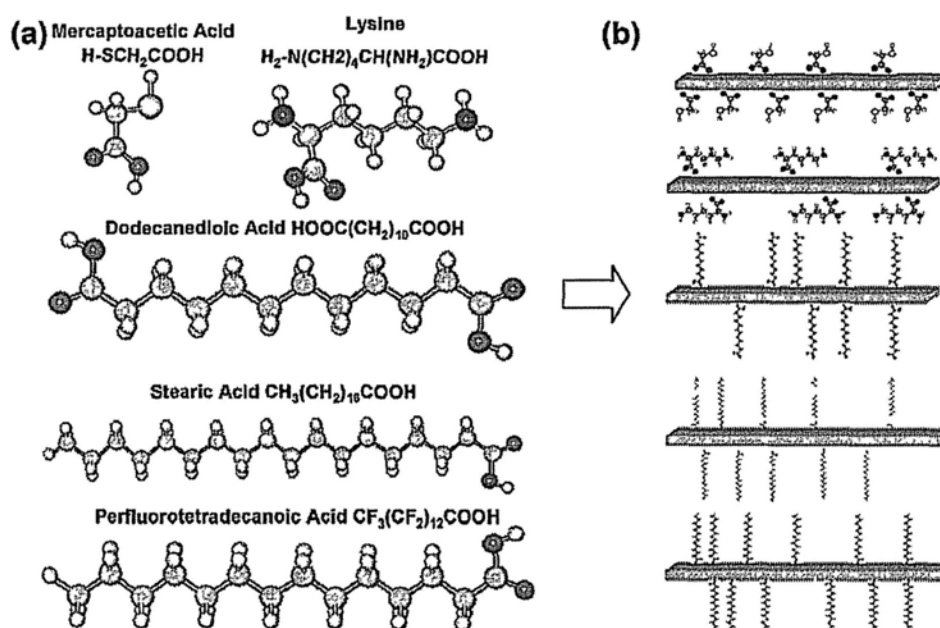 (a)
Mercaptoacetic Acid
H-SCH₂COOH
Lysine
H₂-N(CH2)₄CH(NH₂)COOH
Dodecanedioic Acid HOOC(CH₂)₁₀COOH
Stearic Acid CH₃(CH₂)₁₆COOH
Perfluorotetradecanoic Acid CF₃(CF₂)₁₂COOH
(b)